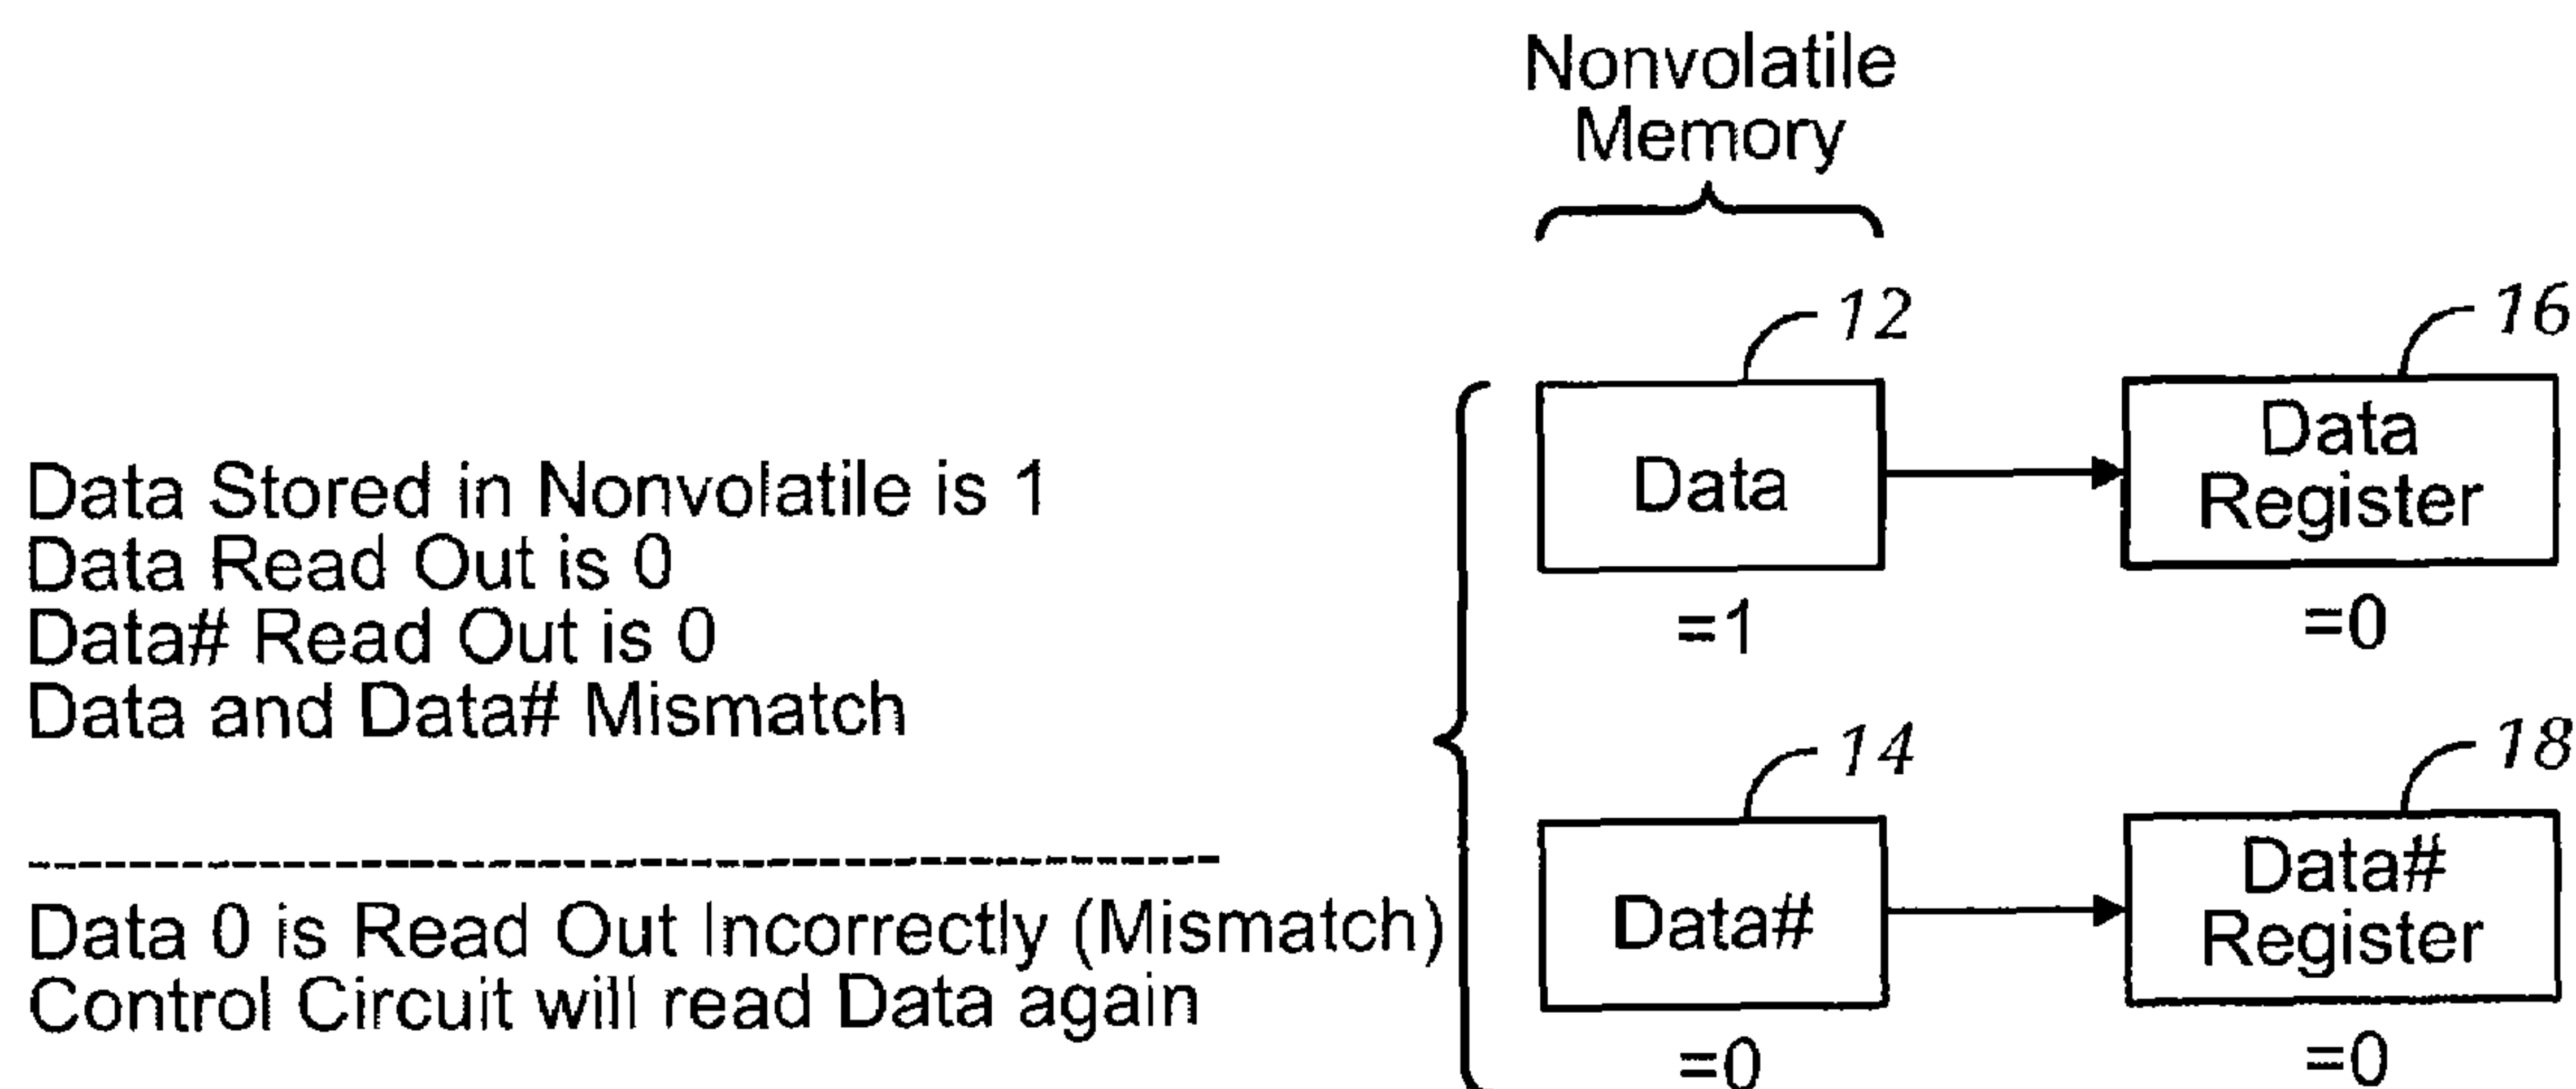 Nonvolatile
Memory
12
16
Data Stored in Nonvolatile is 1
Data Read Out is 0
Data# Read Out is 0
Data and Data# Mismatch
Data
=1
Data
Register
=0
14
18
Data 0 is Read Out Incorrectly (Mismatch)
Control Circuit will read Data again
Data#
=0
Data#
Register
=0